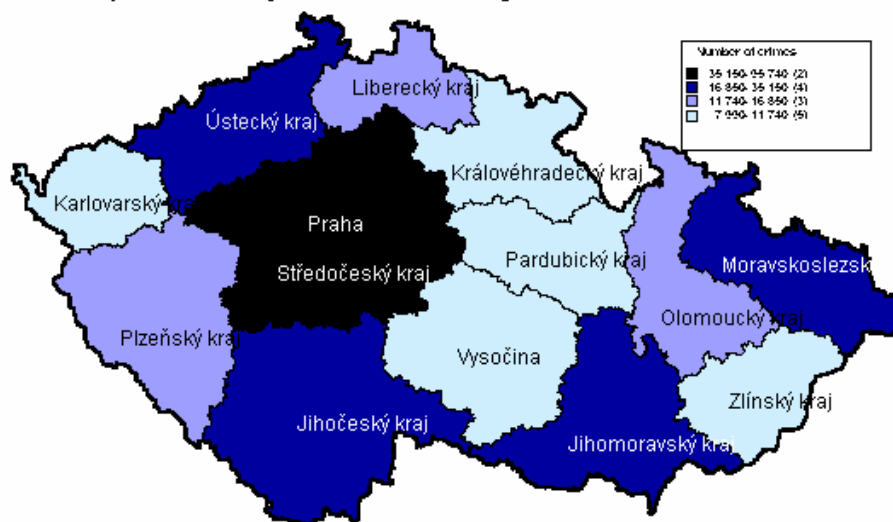 Number of crimes
35 150-95 740 (2)
16 850-35 150 (4)
11 740-16 850 (3)
11 740 (5)
Liberecký kraj
Ústecký kraj
Královéhradecký kraj
Karlovarský kraj
Praha
Středočeský kraj
Pardubický kraj
Moravskoslezsk
Plzeňský kraj
Olomoucký kraj
Vysočina
Zlínský kraj
Jihočeský kraj
Jihomoravský kraj